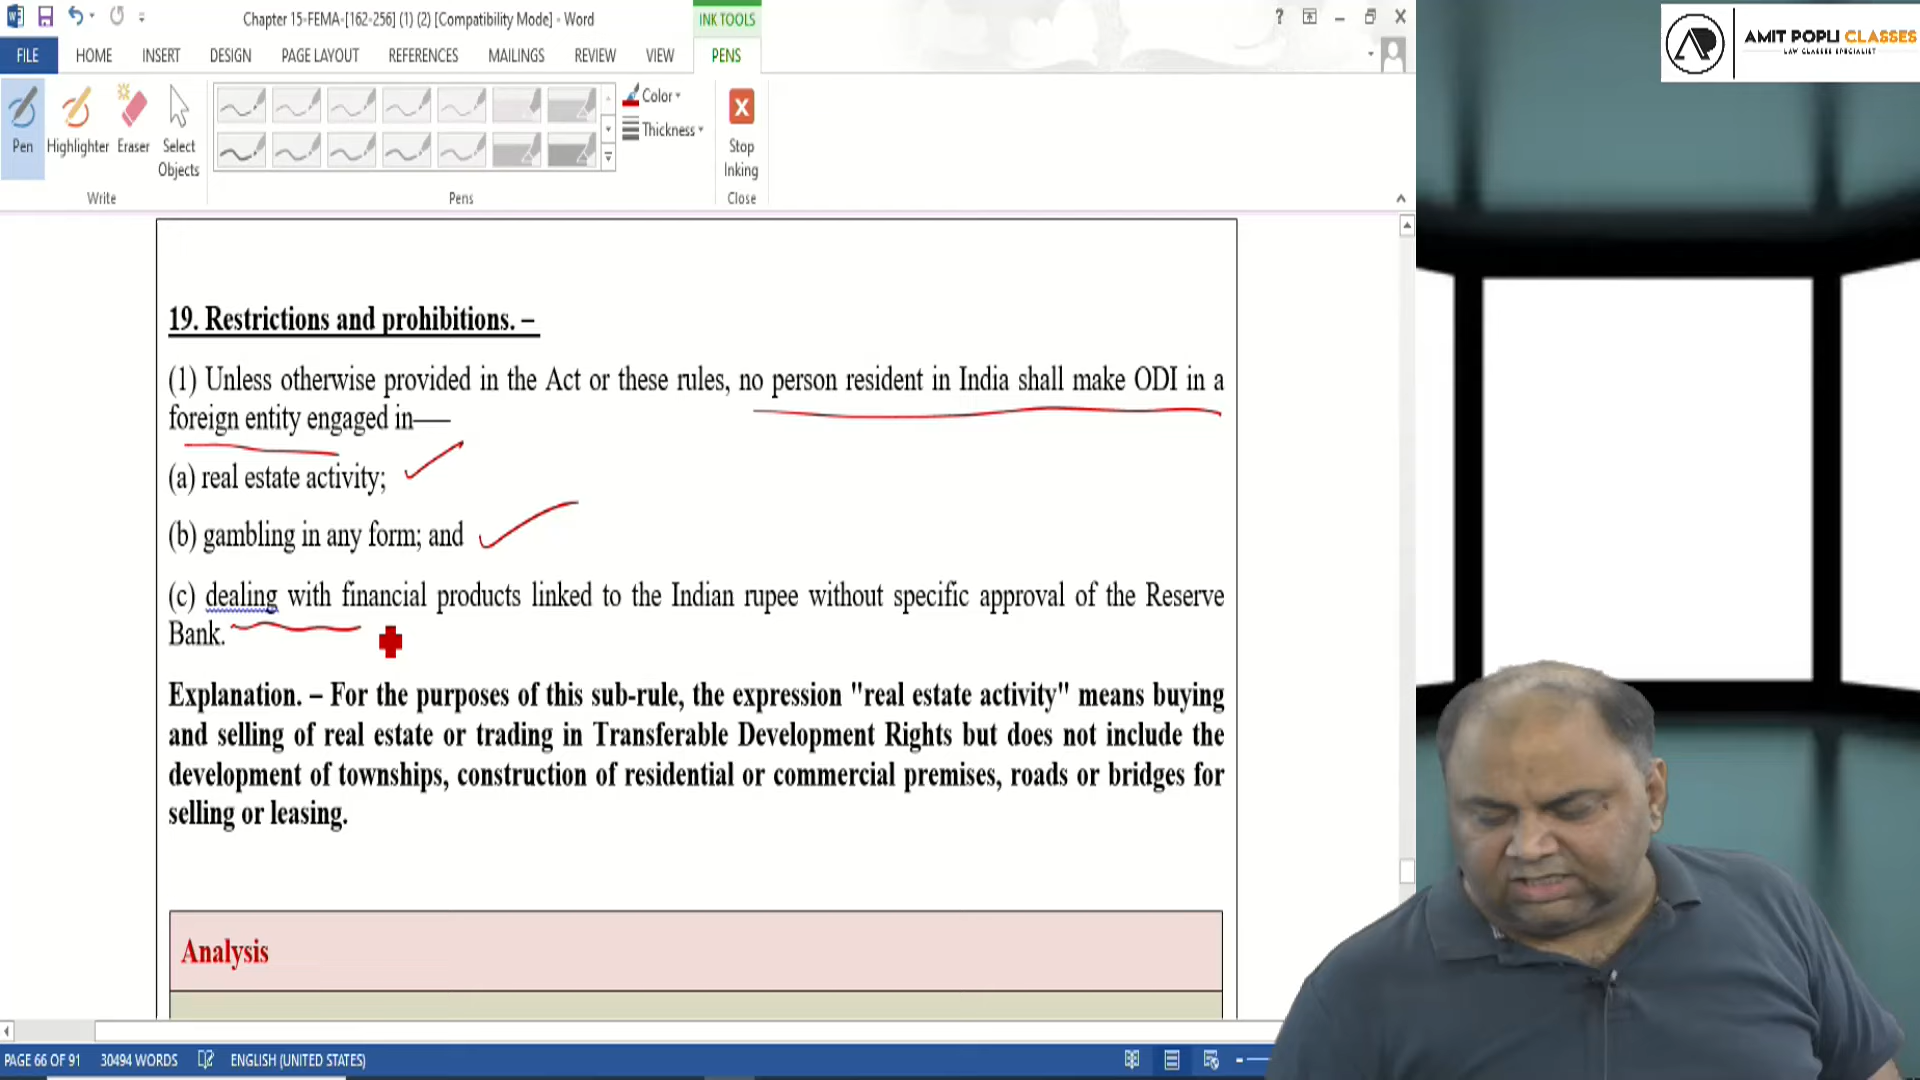 Chapter 15-FEMA-[162-256] (1) (2) [Compatibility Mode] - Word
INK TOOLS
?
FILE
HOME
INSERT
DESIGN
PAGE LAYOUT
REFERENCES
MAILINGS
REVIEW
VIEW
PENS
AMIT POPLI CLASSES
LAW CLASSES SPECIALIST
Pen
Highlighter
Eraser
Select
Objects
Color
Thickness
Stop
Inking
Write
Pens
Close
19. Restrictions and prohibitions. –
(1) Unless otherwise provided in the Act or these rules, no person resident in India shall make ODI in a
foreign entity engaged in—
(a) real estate activity;
(b) gambling in any form; and
(c) dealing with financial products linked to the Indian rupee without specific approval of the Reserve
Bank.
Explanation. – For the purposes of this sub-rule, the expression "real estate activity" means buying
and selling of real estate or trading in Transferable Development Rights but does not include the
development of townships, construction of residential or commercial premises, roads or bridges for
selling or leasing.
Analysis
PAGE 66 OF 91
30494 WORDS
ENGLISH (UNITED STATES)